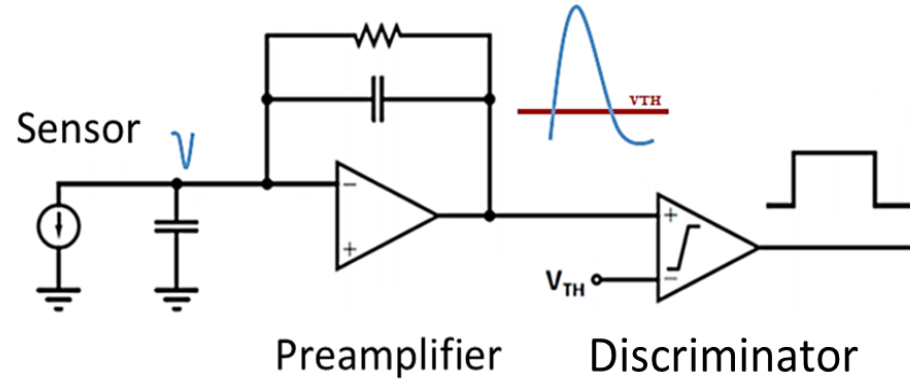 VTH
Sensor
−
+
+
−
VTH
Preamplifier
Discriminator